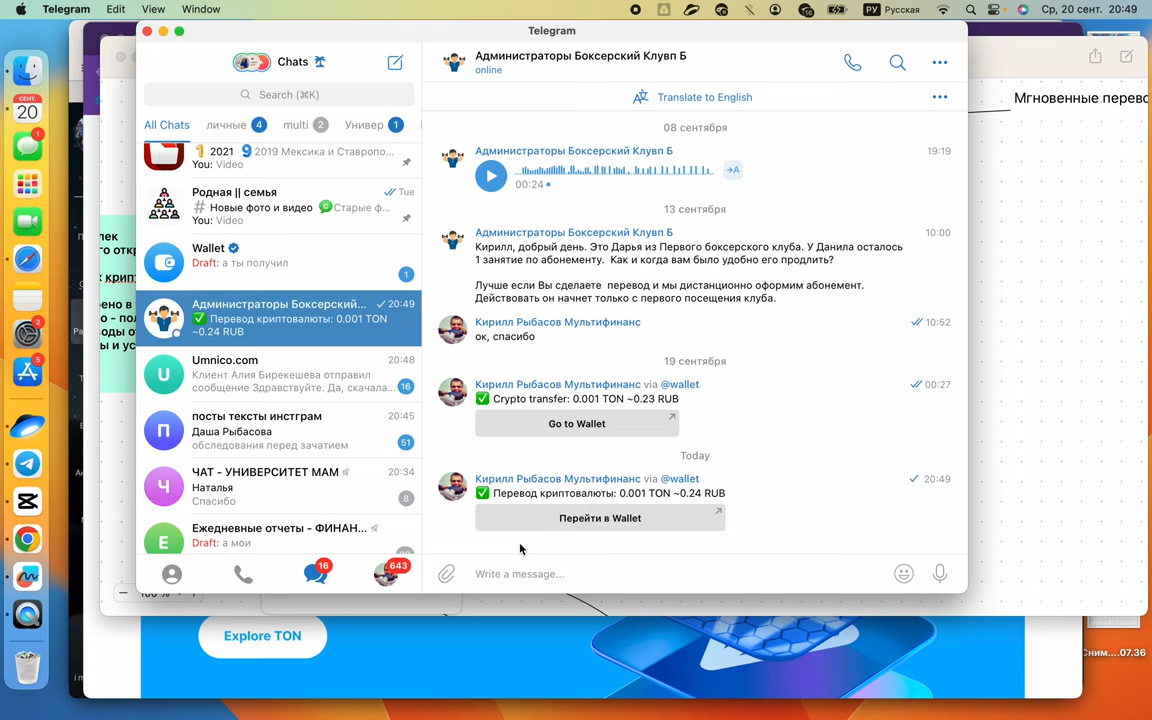 Telegram Edit View Window
РУ Русская Ср, 20 сент. 20:49
Telegram
Chats
Search (⌘K)
All Chats личные 4 multi 2 Универ 1
2021 2019 Мексика и Ставропо...
You: Video
Родная || семья Tue
# Новые фото и видео Старые ф...
You: Video
Wallet
Draft: а ты получил
1
Администраторы Боксерский... 20:49
✅ Перевод криптовалюты: 0.001 TON
~0.24 RUB
Umnico.com 20:48
Клиент Алия Бирекешева отправил
сообщение Здравствуйте. Да, скачала...
16
посты тексты инстграм 20:45
Даша Рыбасова
обследования перед зачатием
51
ЧАТ - УНИВЕРСИТЕТ МАМ 20:34
Наталья
Спасибо
8
Ежедневные отчеты - ФИНАН...
Draft: а мои
16 643
Администраторы Боксерский Клувп Б
online
Translate to English
08 сентября
Администраторы Боксерский Клувп Б 19:19
00:24
→A
13 сентября
Администраторы Боксерский Клувп Б 10:00
Кирилл, добрый день. Это Дарья из Первого боксерского клуба. У Данила осталось
1 занятие по абонементу. Как и когда вам было удобно его продлить?
Лучше если Вы сделаете перевод и мы дистанционно оформим абонемент.
Действовать он начнет только с первого посещения клуба.
Кирилл Рыбасов Мультифинанс 10:52
ок, спасибо
19 сентября
Кирилл Рыбасов Мультифинанс via @wallet 00:27
✅ Crypto transfer: 0.001 TON ~0.23 RUB
Go to Wallet
Today
Кирилл Рыбасов Мультифинанс via @wallet 20:49
✅ Перевод криптовалюты: 0.001 TON ~0.24 RUB
Перейти в Wallet
Write a message...
Мгновенные перево
СЕНТ.
20
1
2
5
Explore TON
Сним....07.36